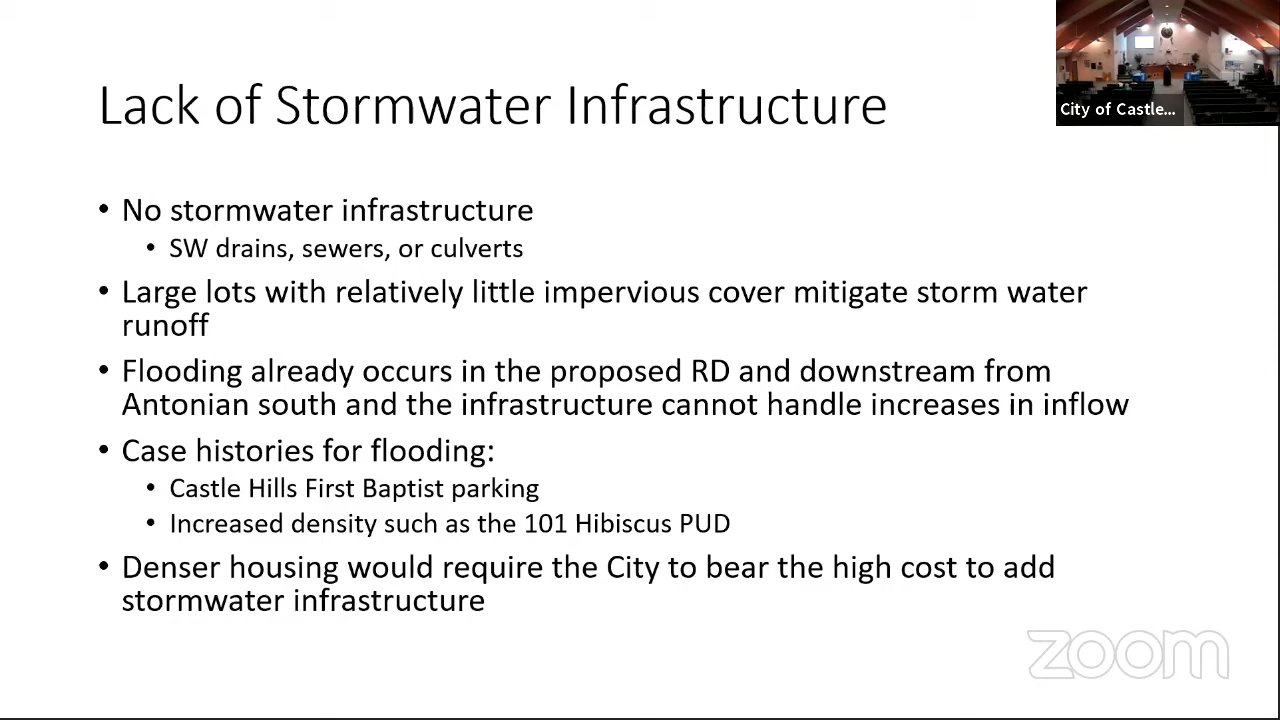 Lack of Stormwater Infrastructure
City of Castle...
• No stormwater infrastructure
• SW drains, sewers, or culverts
• Large lots with relatively little impervious cover mitigate storm water
runoff
• Flooding already occurs in the proposed RD and downstream from
Antonian south and the infrastructure cannot handle increases in inflow
• Case histories for flooding:
• Castle Hills First Baptist parking
• Increased density such as the 101 Hibiscus PUD
• Denser housing would require the City to bear the high cost to add
stormwater infrastructure
zoom